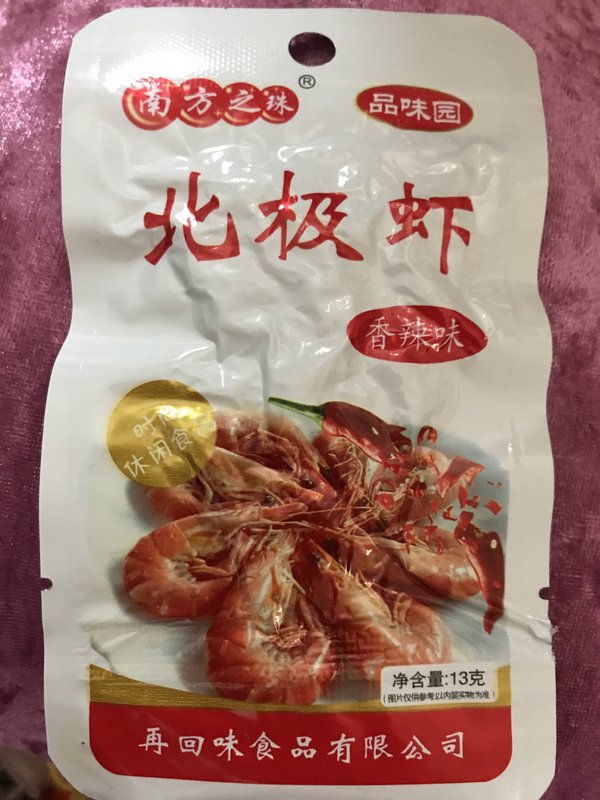 南方之珠®
品味园
北极虾
香辣味
时尚
休闲食品
净含量:13克
(图片仅供参考,以内装实物为准)
再回味食品有限公司